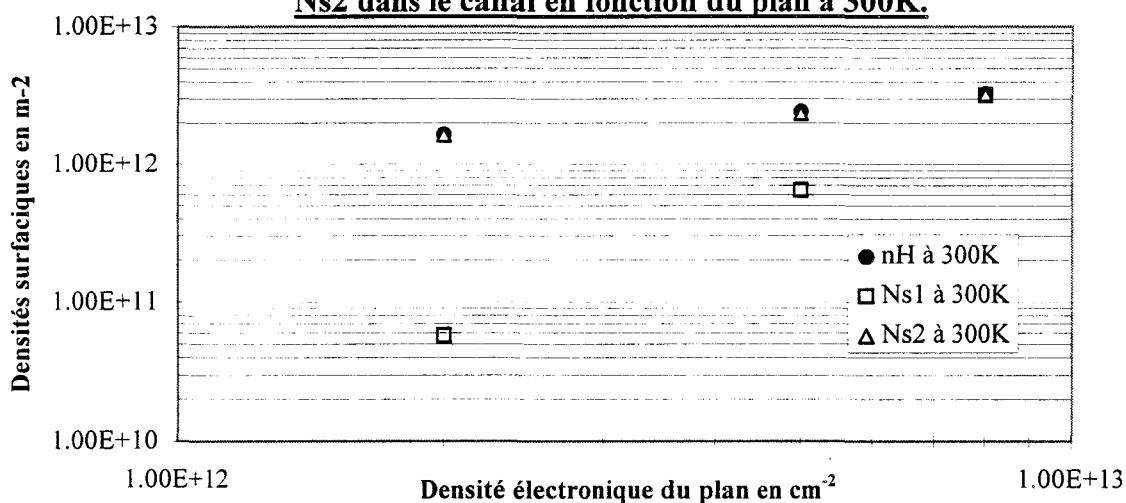 Ns2 dans le canal en fonction du plan à 300K.
1.00E+13
1.00E+12
1.00E+11
1.00E+10
Densités surfaciques en m-2
nH à 300K
Ns1 à 300K
Ns2 à 300K
1.00E+12
1.00E+13
Densité électronique du plan en cm⁻²